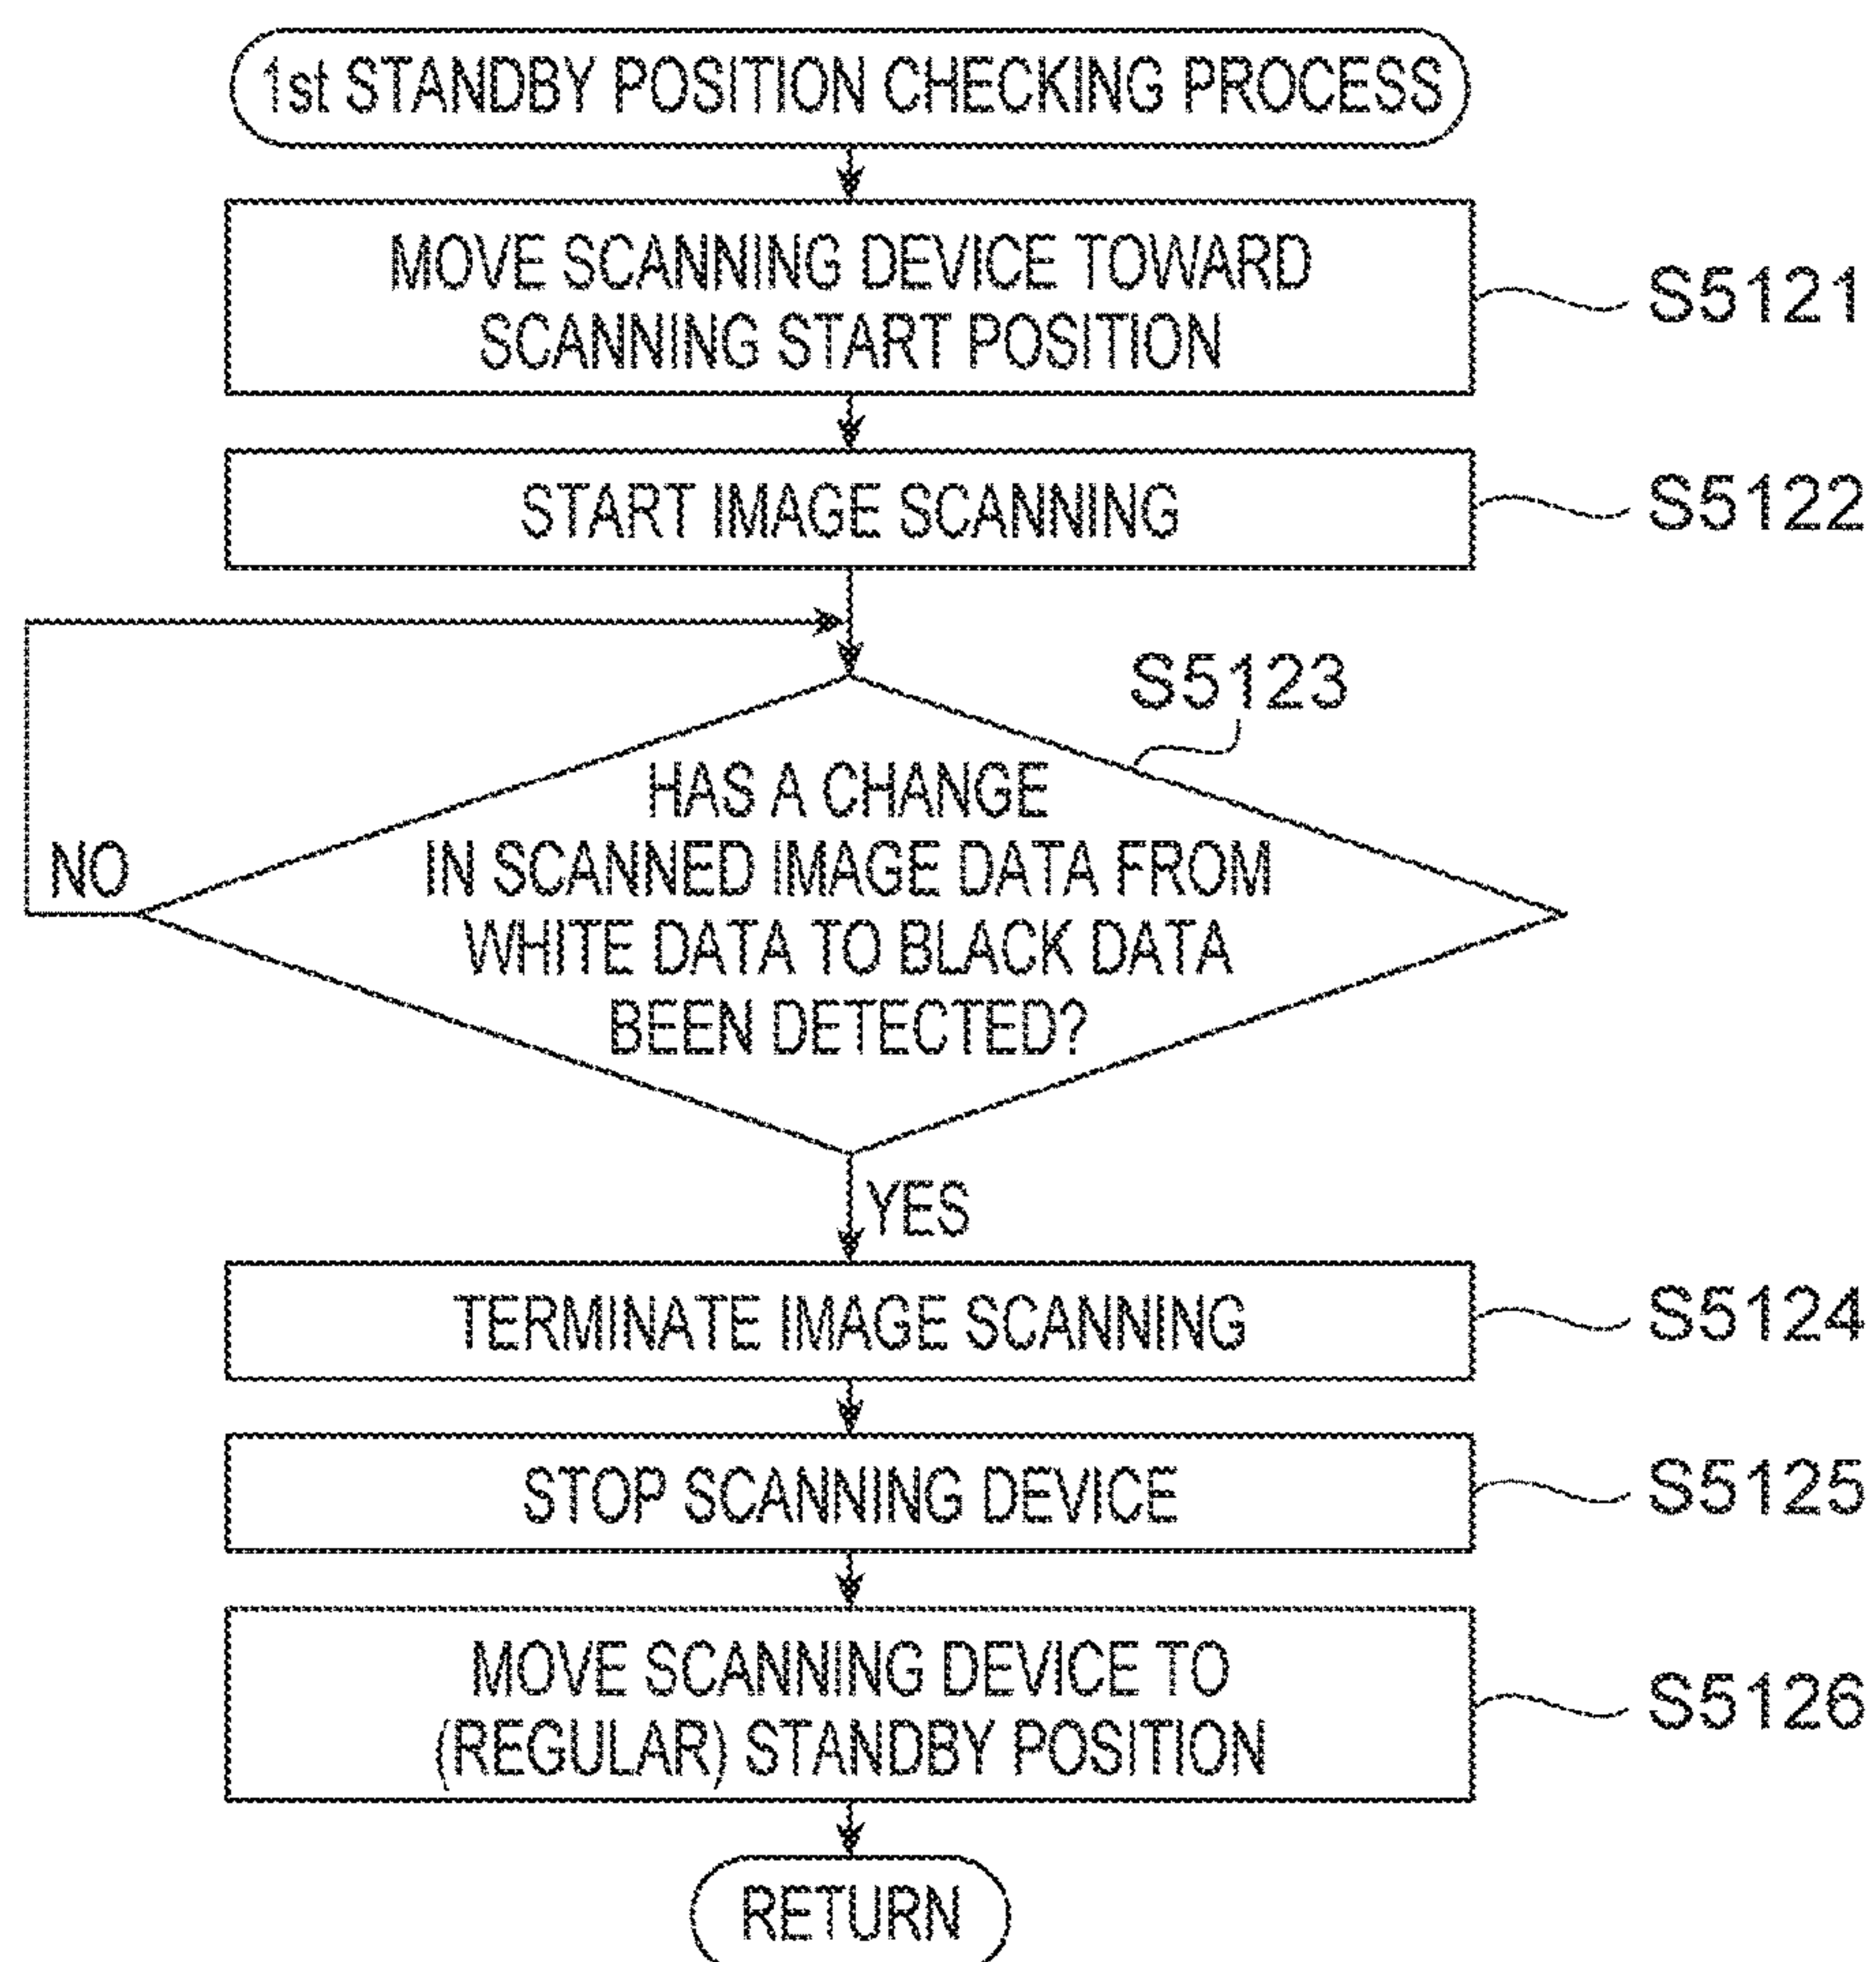 1st STANDBY POSITION CHECKING PROCESS
MOVE SCANNING DEVICE TOWARD
SCANNING START POSITION
S5121
START IMAGE SCANNING
S5122
S5123
HAS A CHANGE
IN SCANNED IMAGE DATA FROM
WHITE DATA TO BLACK DATA
BEEN DETECTED?
NO
YES
TERMINATE IMAGE SCANNING
S5124
STOP SCANNING DEVICE
S5125
MOVE SCANNING DEVICE TO
(REGULAR) STANDBY POSITION
S5126
RETURN